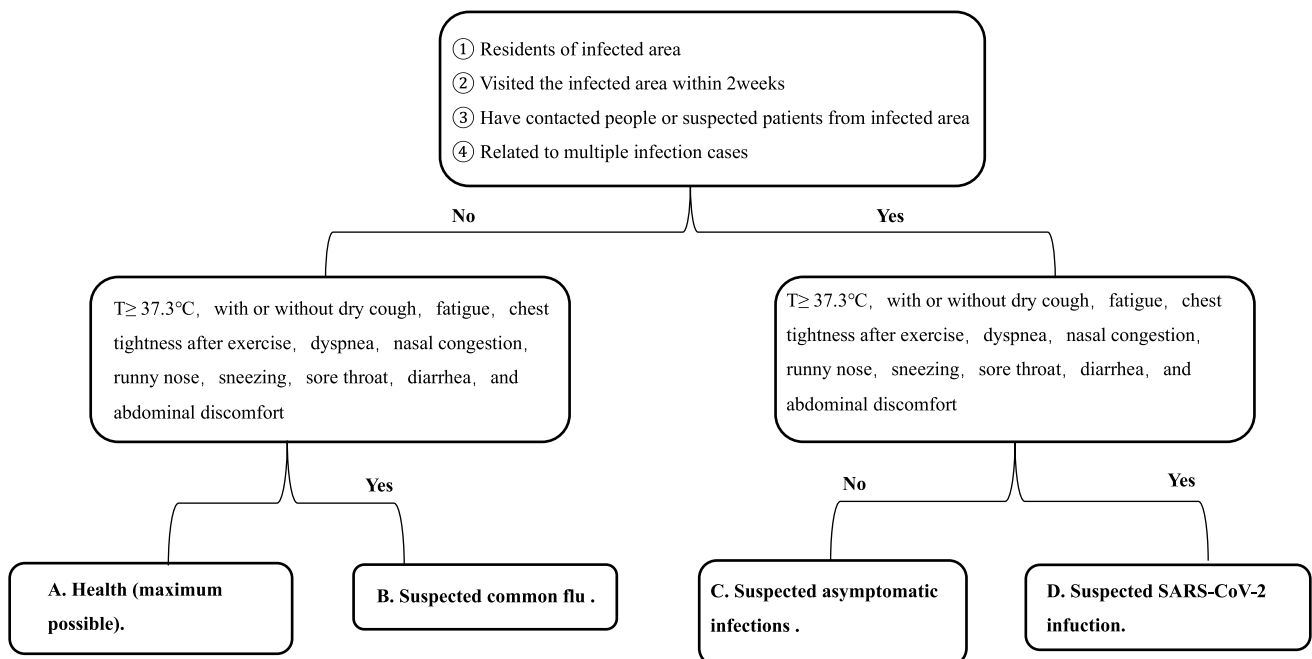 ① Residents of infected area
② Visited the infected area within 2weeks
③ Have contacted people or suspected patients from infected area
④ Related to multiple infection cases
No
Yes
T≥ 37.3°C, with or without dry cough, fatigue, chest
tightness after exercise, dyspnea, nasal congestion,
runny nose, sneezing, sore throat, diarrhea, and
abdominal discomfort
T≥ 37.3°C, with or without dry cough, fatigue, chest
tightness after exercise, dyspnea, nasal congestion,
runny nose, sneezing, sore throat, diarrhea, and
abdominal discomfort
Yes
No
Yes
A. Health (maximum
possible).
B. Suspected common flu .
C. Suspected asymptomatic
infections .
D. Suspected SARS-CoV-2
infuction.